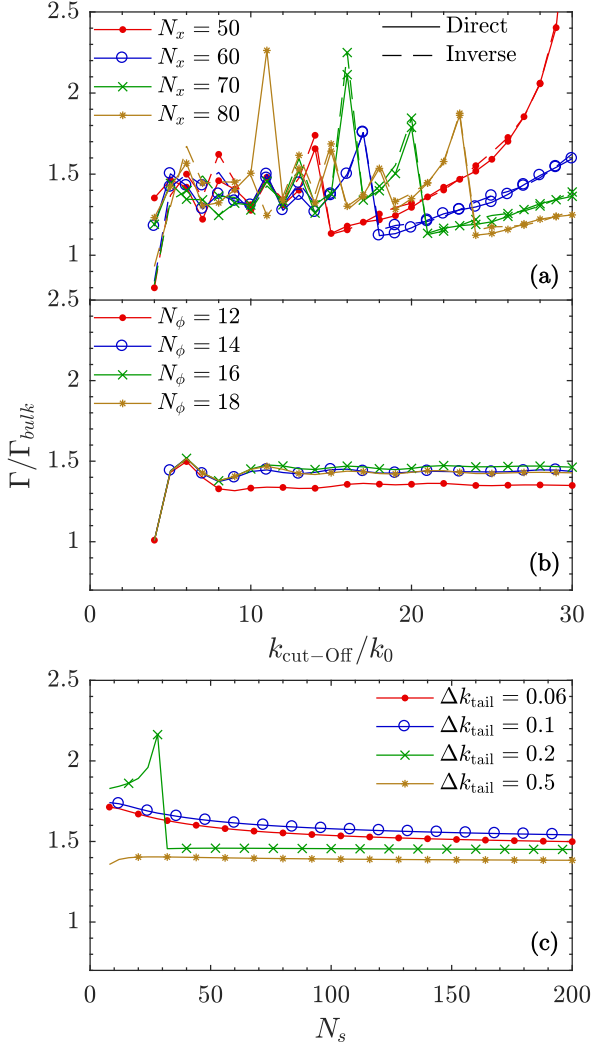 2.5
2
1.5
1
N_x = 50
N_x = 60
N_x = 70
N_x = 80
Direct
Inverse
(a)
2.5
2
1.5
1
N_ϕ = 12
N_ϕ = 14
N_ϕ = 16
N_ϕ = 18
(b)
Γ/Γ_bulk
0 10 20 30
k_cut−Off/k_0
2.5
2
1.5
1
Δk_tail = 0.06
Δk_tail = 0.1
Δk_tail = 0.2
Δk_tail = 0.5
(c)
0 50 100 150 200
N_s